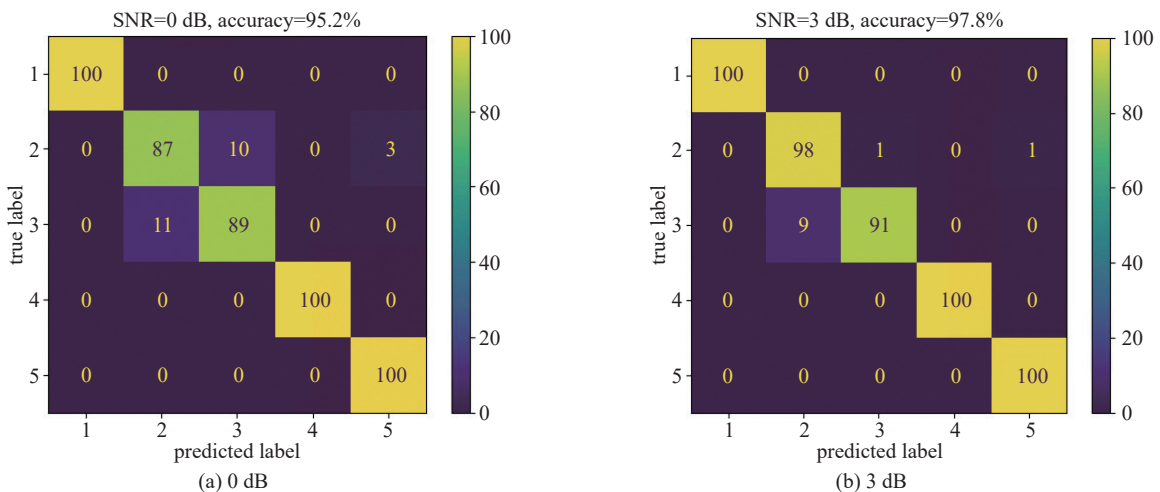 SNR=0 dB, accuracy=95.2%
1 100 0 0 0 0
2 0 87 10 0 3
3 0 11 89 0 0
4 0 0 0 100 0
5 0 0 0 0 100
1 2 3 4 5
true label
predicted label
100
80
60
40
20
0
(a) 0 dB
SNR=3 dB, accuracy=97.8%
1 100 0 0 0 0
2 0 98 1 0 1
3 0 9 91 0 0
4 0 0 0 100 0
5 0 0 0 0 100
1 2 3 4 5
true label
predicted label
100
80
60
40
20
0
(b) 3 dB